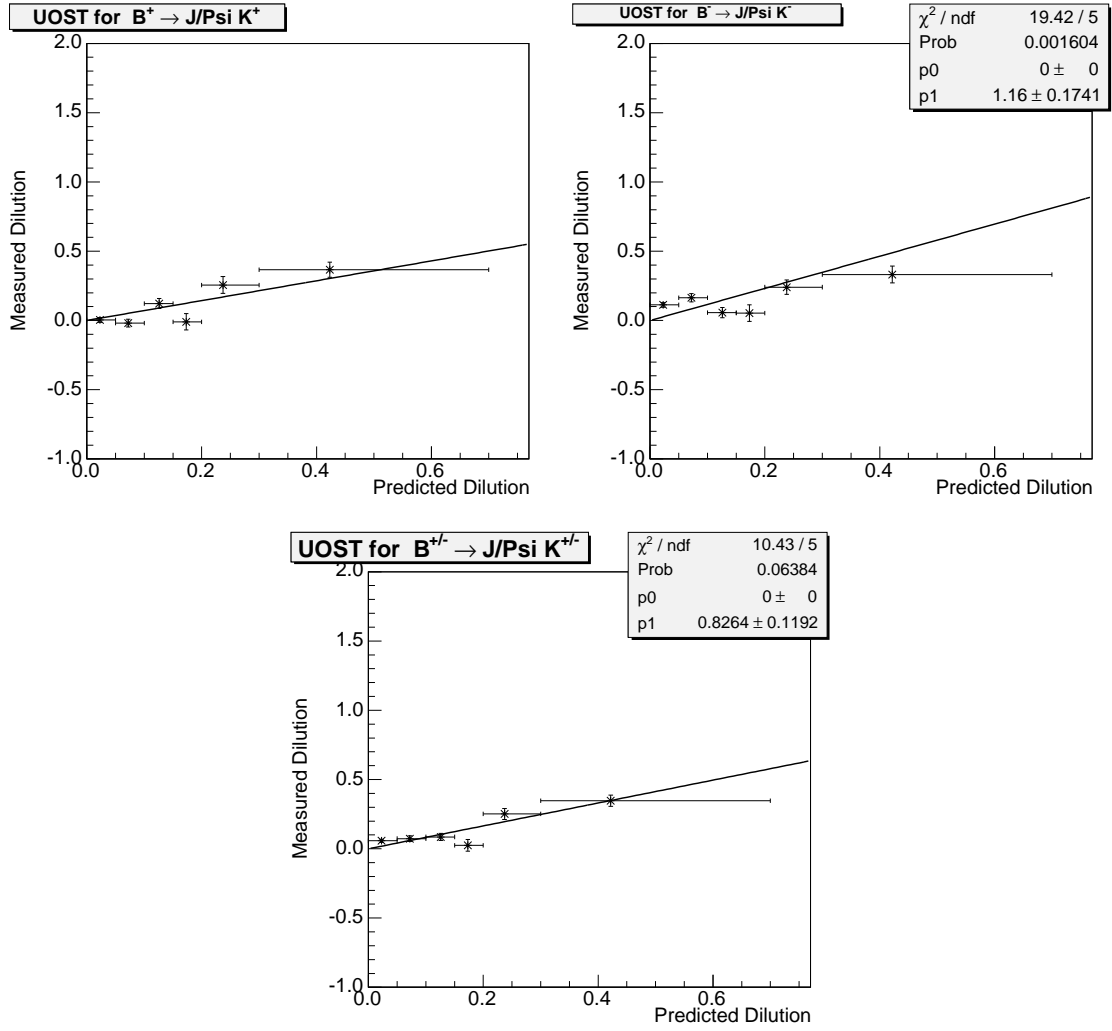 UOST for B⁺ → J/Psi K⁺
2.0
1.5
1.0
0.5
0.0
-0.5
-1.0
0.0 0.2 0.4 0.6
Predicted Dilution
Measured Dilution
UOST for B⁻ → J/Psi K⁻
χ² / ndf 19.42 / 5
Prob 0.001604
p0 0 ± 0
p1 1.16 ± 0.1741
2.0
1.5
1.0
0.5
0.0
-0.5
-1.0
0.0 0.2 0.4 0.6
Predicted Dilution
Measured Dilution
UOST for B⁺/⁻ → J/Psi K⁺/⁻
χ² / ndf 10.43 / 5
Prob 0.06384
p0 0 ± 0
p1 0.8264 ± 0.1192
2.0
1.5
1.0
0.5
0.0
-0.5
-1.0
0.0 0.2 0.4 0.6
Predicted Dilution
Measured Dilution